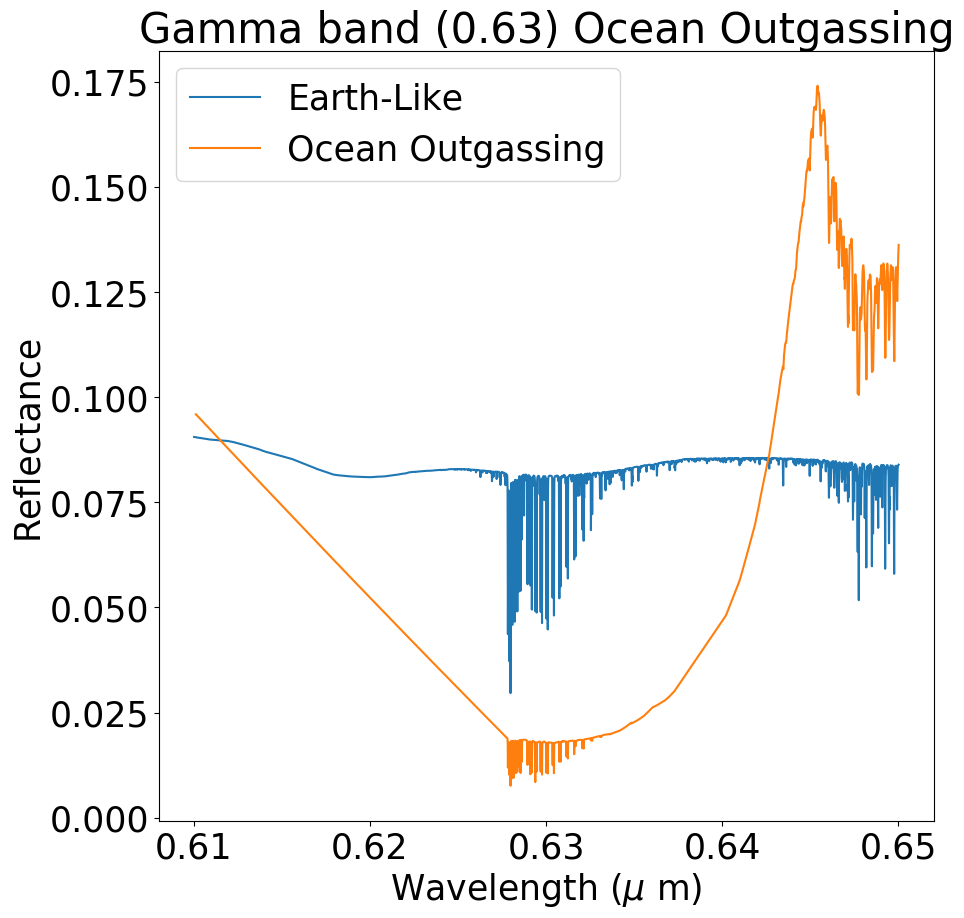 Gamma band (0.63) Ocean Outgassing
Earth-Like
Ocean Outgassing
0.175
0.150
0.125
0.100
0.075
0.050
0.025
0.000
Reflectance
0.61 0.62 0.63 0.64 0.65
Wavelength (μ m)